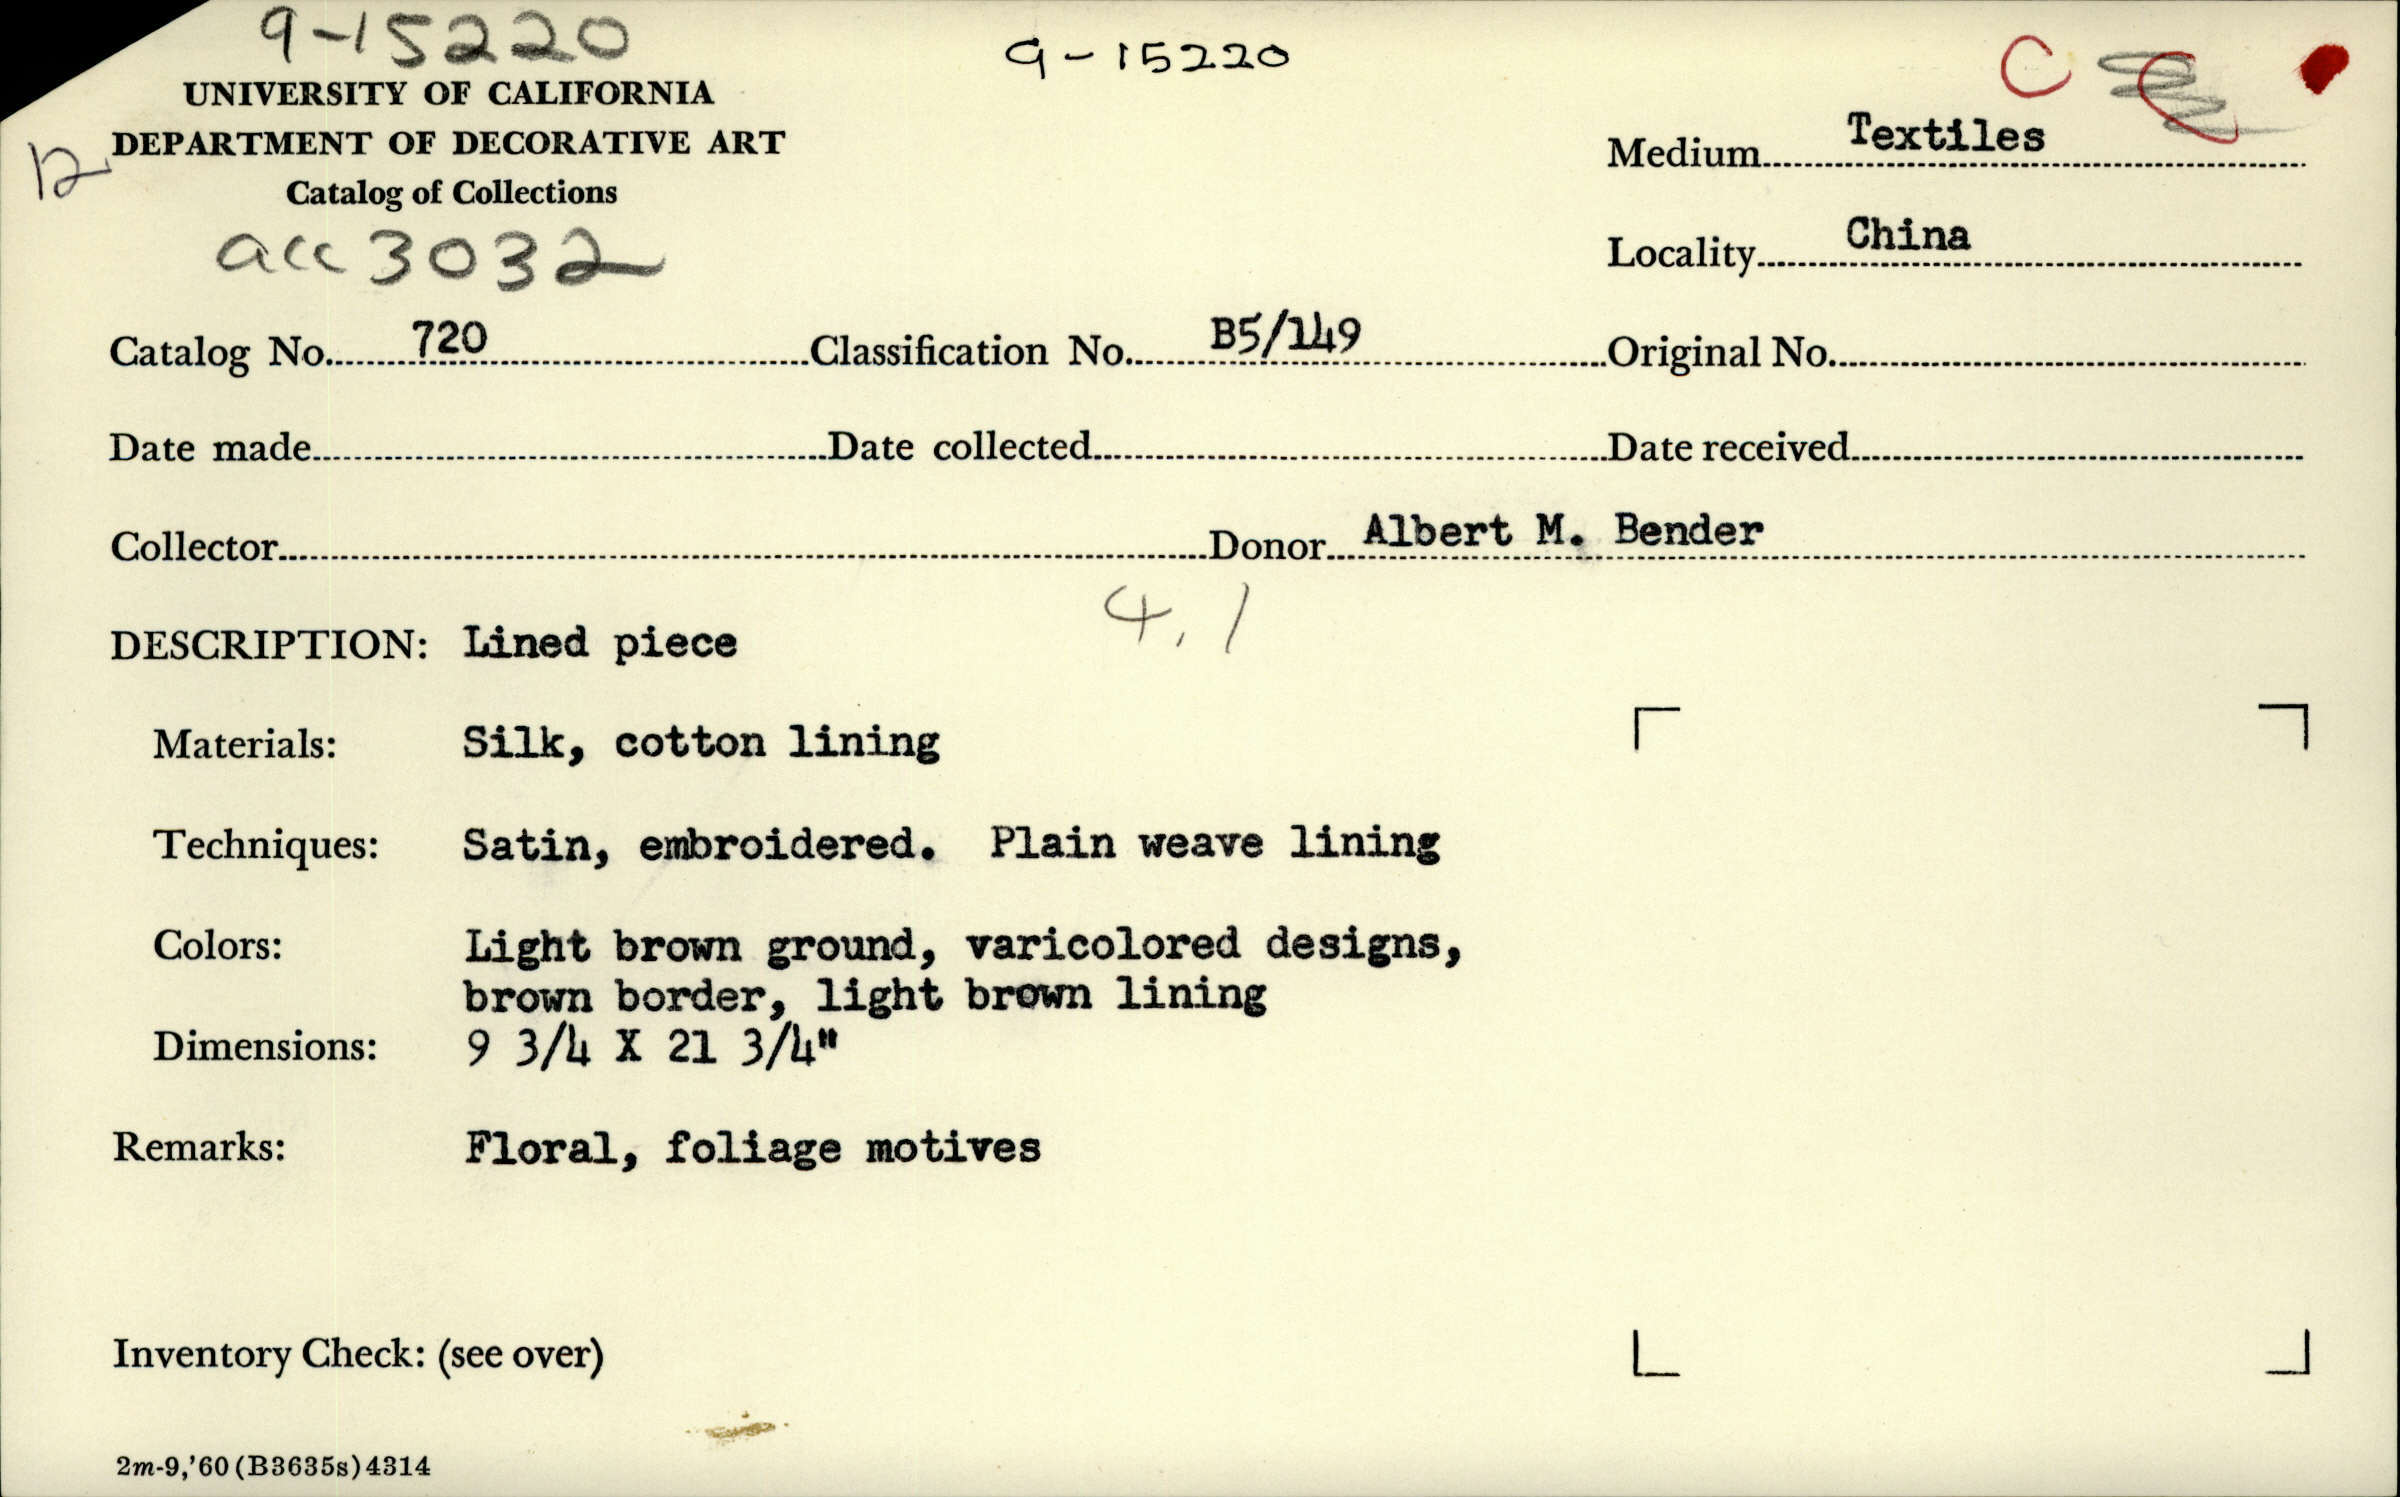 9-15220
9-15220
C
UNIVERSITY OF CALIFORNIA
DEPARTMENT OF DECORATIVE ART
12
Catalog of Collections
acc 3032
Medium Textiles
Locality China
Catalog No. 720 Classification No. B5/149 Original No.
Date made Date collected Date received
Collector Donor Albert M. Bender
4.1
DESCRIPTION: Lined piece
Materials: Silk, cotton lining
Techniques: Satin, embroidered. Plain weave lining
Colors: Light brown ground, varicolored designs,
brown border, light brown lining
Dimensions: 9 3/4 X 21 3/4"
Remarks: Floral, foliage motives
Inventory Check: (see over)
2m-9,'60(B3635s)4314